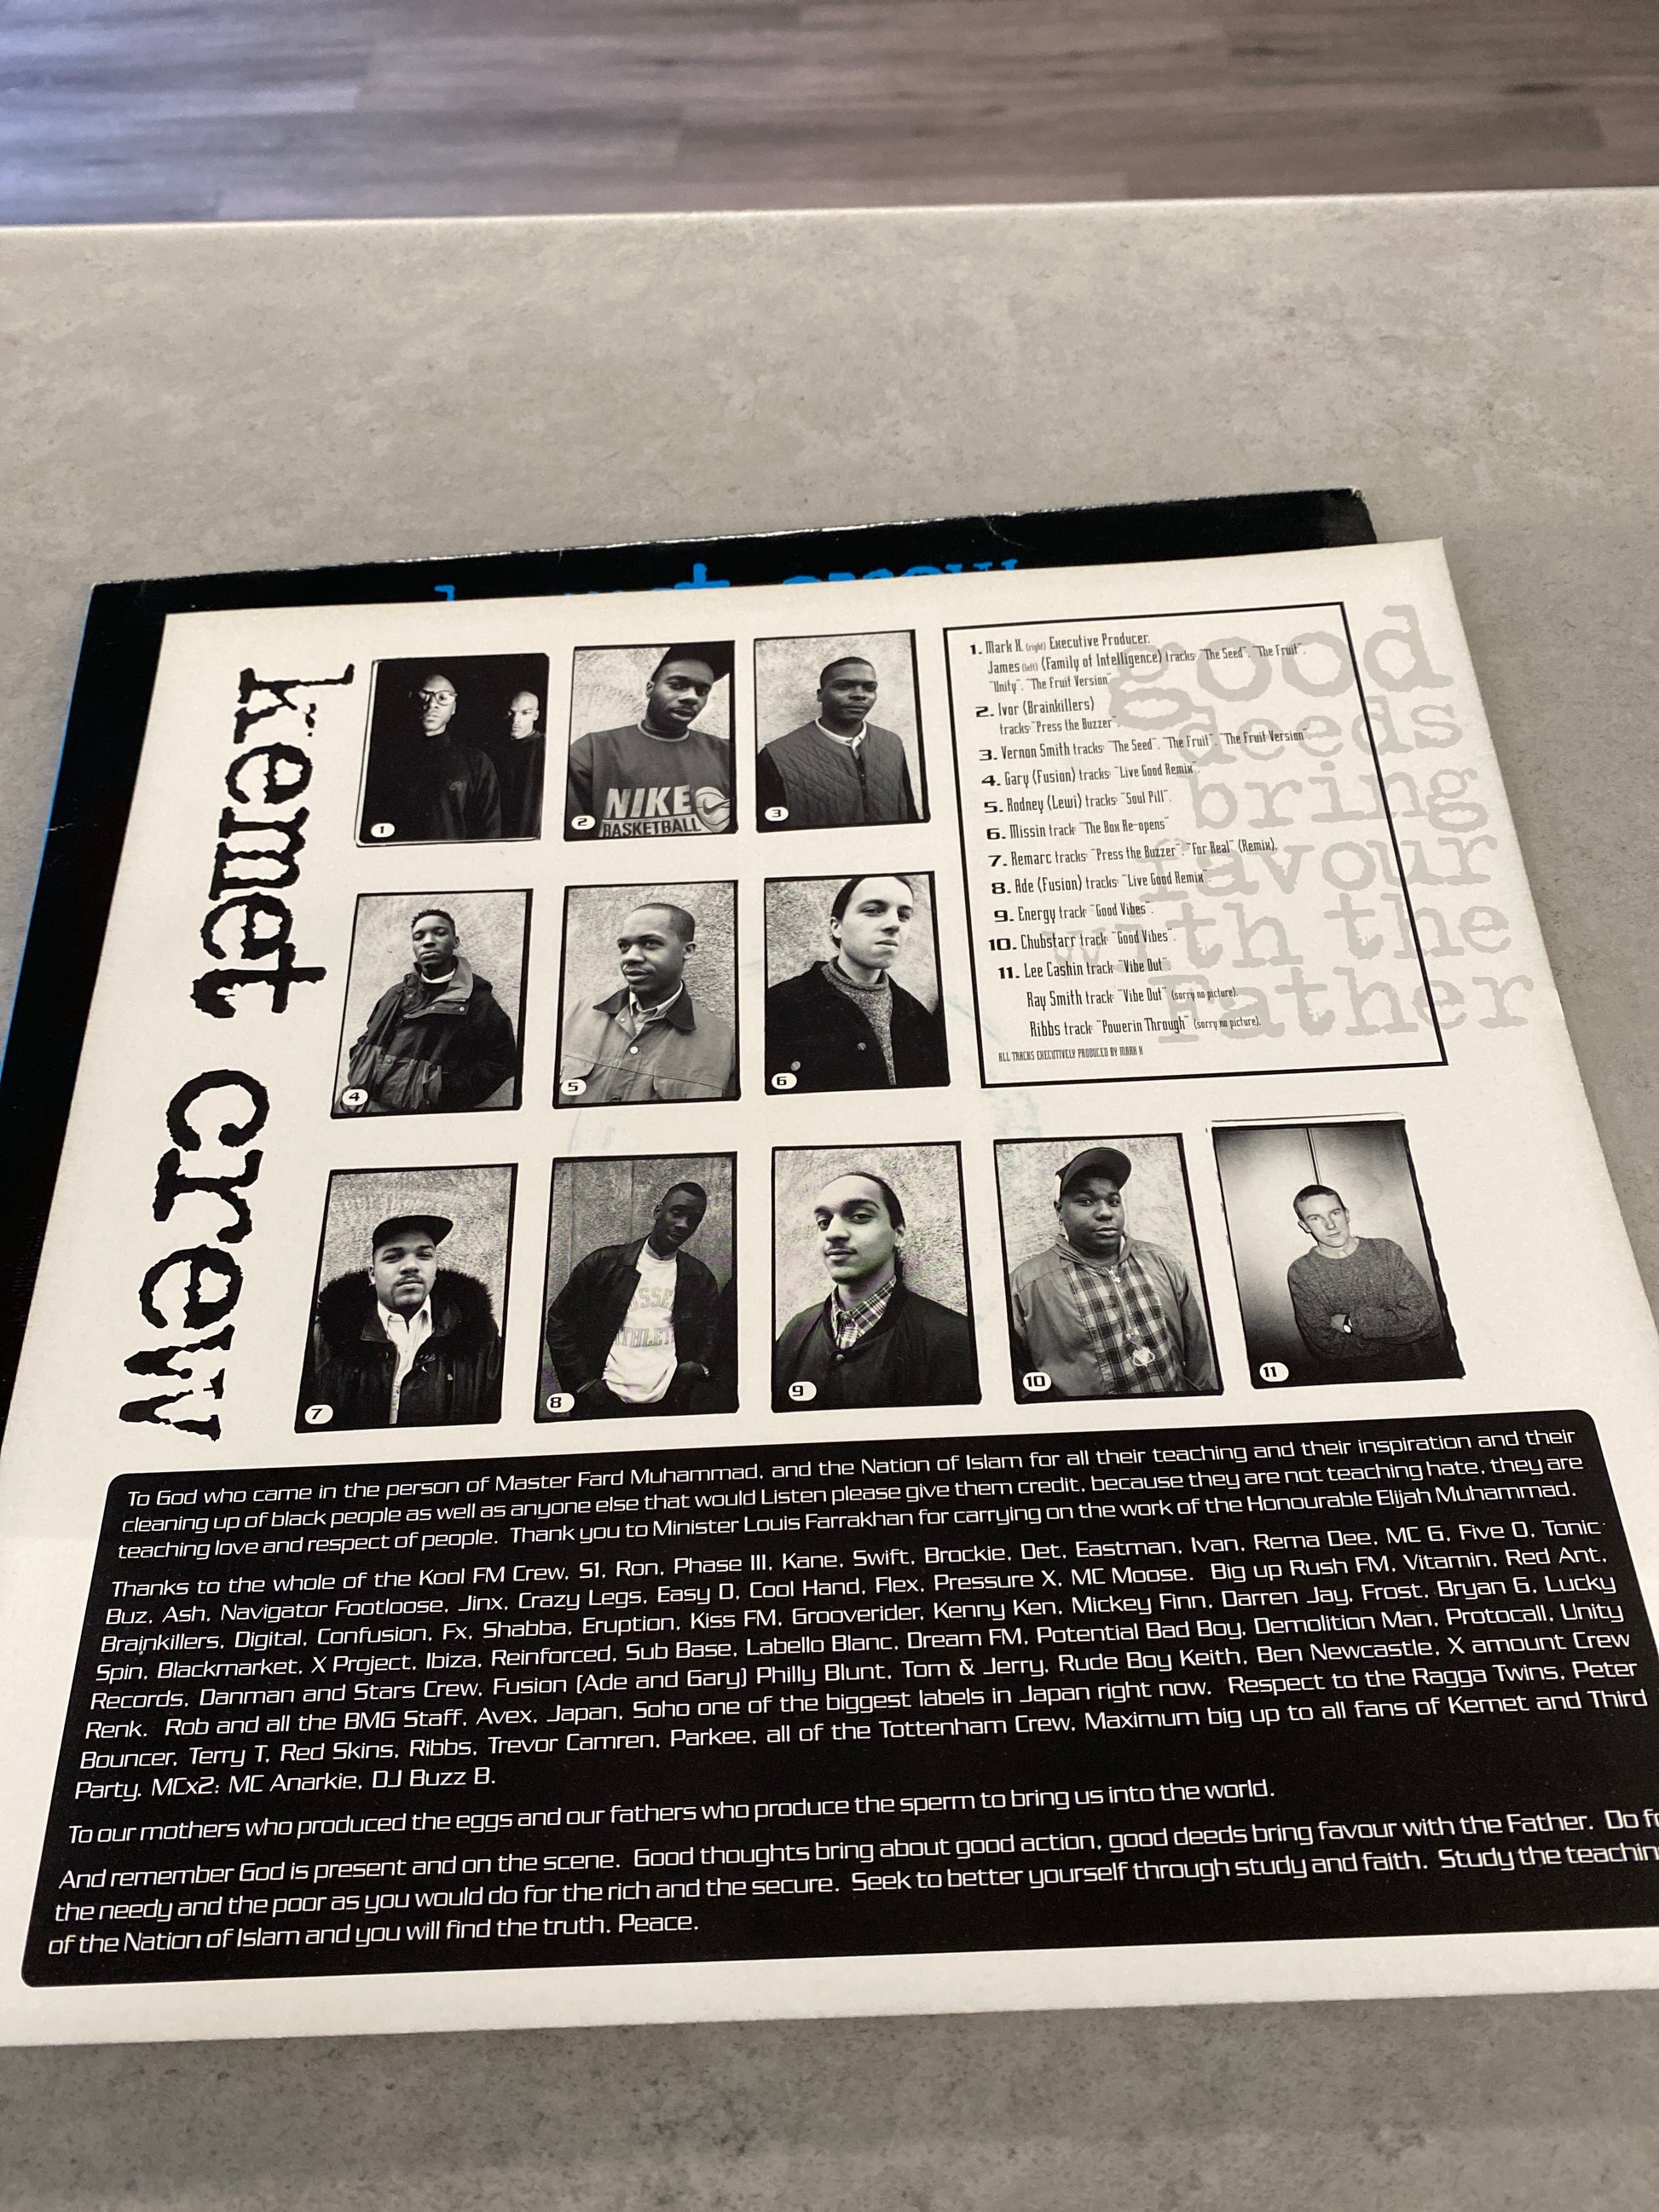 kemet crew
NIKE
BASKETBALL
1
2
3
4
5
6
7
8
9
10
11
good
deeds
bring
favour
with the
Father
1. Mark X. (right) Executive Producer.
James (left) (Family of Intelligence) tracks "The Seed". "The Fruit".
"Unity". "The Fruit Version"
2. Ivor (Brainkillers)
tracks "Press the Buzzer".
3. Vernon Smith tracks "The Seed". "The Fruit". "The Fruit Version"
4. Gary (Fusion) tracks "Live Good Remix".
5. Rodney (Lewi) tracks "Soul Pill".
6. Missin track "The Box Re-opens"
7. Remarc tracks "Press the Buzzer". "For Real" (Remix).
8. Ade (Fusion) tracks "Live Good Remix".
9. Energy track "Good Vibes".
10. Chubstarr track "Good Vibes".
11. Lee Cashin track "Vibe Out".
Ray Smith track "Vibe Out" (sorry no picture).
Ribbs track "Powerin Through" (sorry no picture).
ALL TRACKS EXECUTIVELY PRODUCED BY MARK X
To God who came in the person of Master Fard Muhammad, and the Nation of Islam for all their teaching and their inspiration and their
cleaning up of black people as well as anyone else that would Listen please give them credit, because they are not teaching hate, they are
teaching love and respect of people. Thank you to Minister Louis Farrakhan for carrying on the work of the Honourable Elijah Muhammad.
Thanks to the whole of the Kool FM Crew, S1, Ron, Phase III, Kane, Swift, Brockie, Det, Eastman, Ivan, Rema Dee, MC G, Five O, Tonic
Buz, Ash, Navigator Footloose, Jinx, Crazy Legs, Easy D, Cool Hand, Flex, Pressure X, MC Moose. Big up Rush FM, Vitamin, Red Ant,
Brainkillers, Digital, Confusion, Fx, Shabba, Eruption, Kiss FM, Grooverider, Kenny Ken, Mickey Finn, Darren Jay, Frost, Bryan G, Lucky
Spin, Blackmarket, X Project, Ibiza, Reinforced, Sub Base, Labello Blanc, Dream FM, Potential Bad Boy, Demolition Man, Protocall, Unity
Records, Danman and Stars Crew, Fusion (Ade and Gary) Philly Blunt, Tom & Jerry, Rude Boy Keith, Ben Newcastle, X amount Crew
Renk. Rob and all the BMG Staff, Avex, Japan, Soho one of the biggest labels in Japan right now. Respect to the Ragga Twins, Peter
Bouncer, Terry T, Red Skins, Ribbs, Trevor Camren, Parkee, all of the Tottenham Crew, Maximum big up to all fans of Kemet and Third
Party. MCx2: MC Anarkie, DJ Buzz B.
To our mothers who produced the eggs and our fathers who produce the sperm to bring us into the world.
And remember God is present and on the scene. Good thoughts bring about good action, good deeds bring favour with the Father. Do
the needy and the poor as you would do for the rich and the secure. Seek to better yourself through study and faith. Study the
of the Nation of Islam and you will find the truth. Peace.